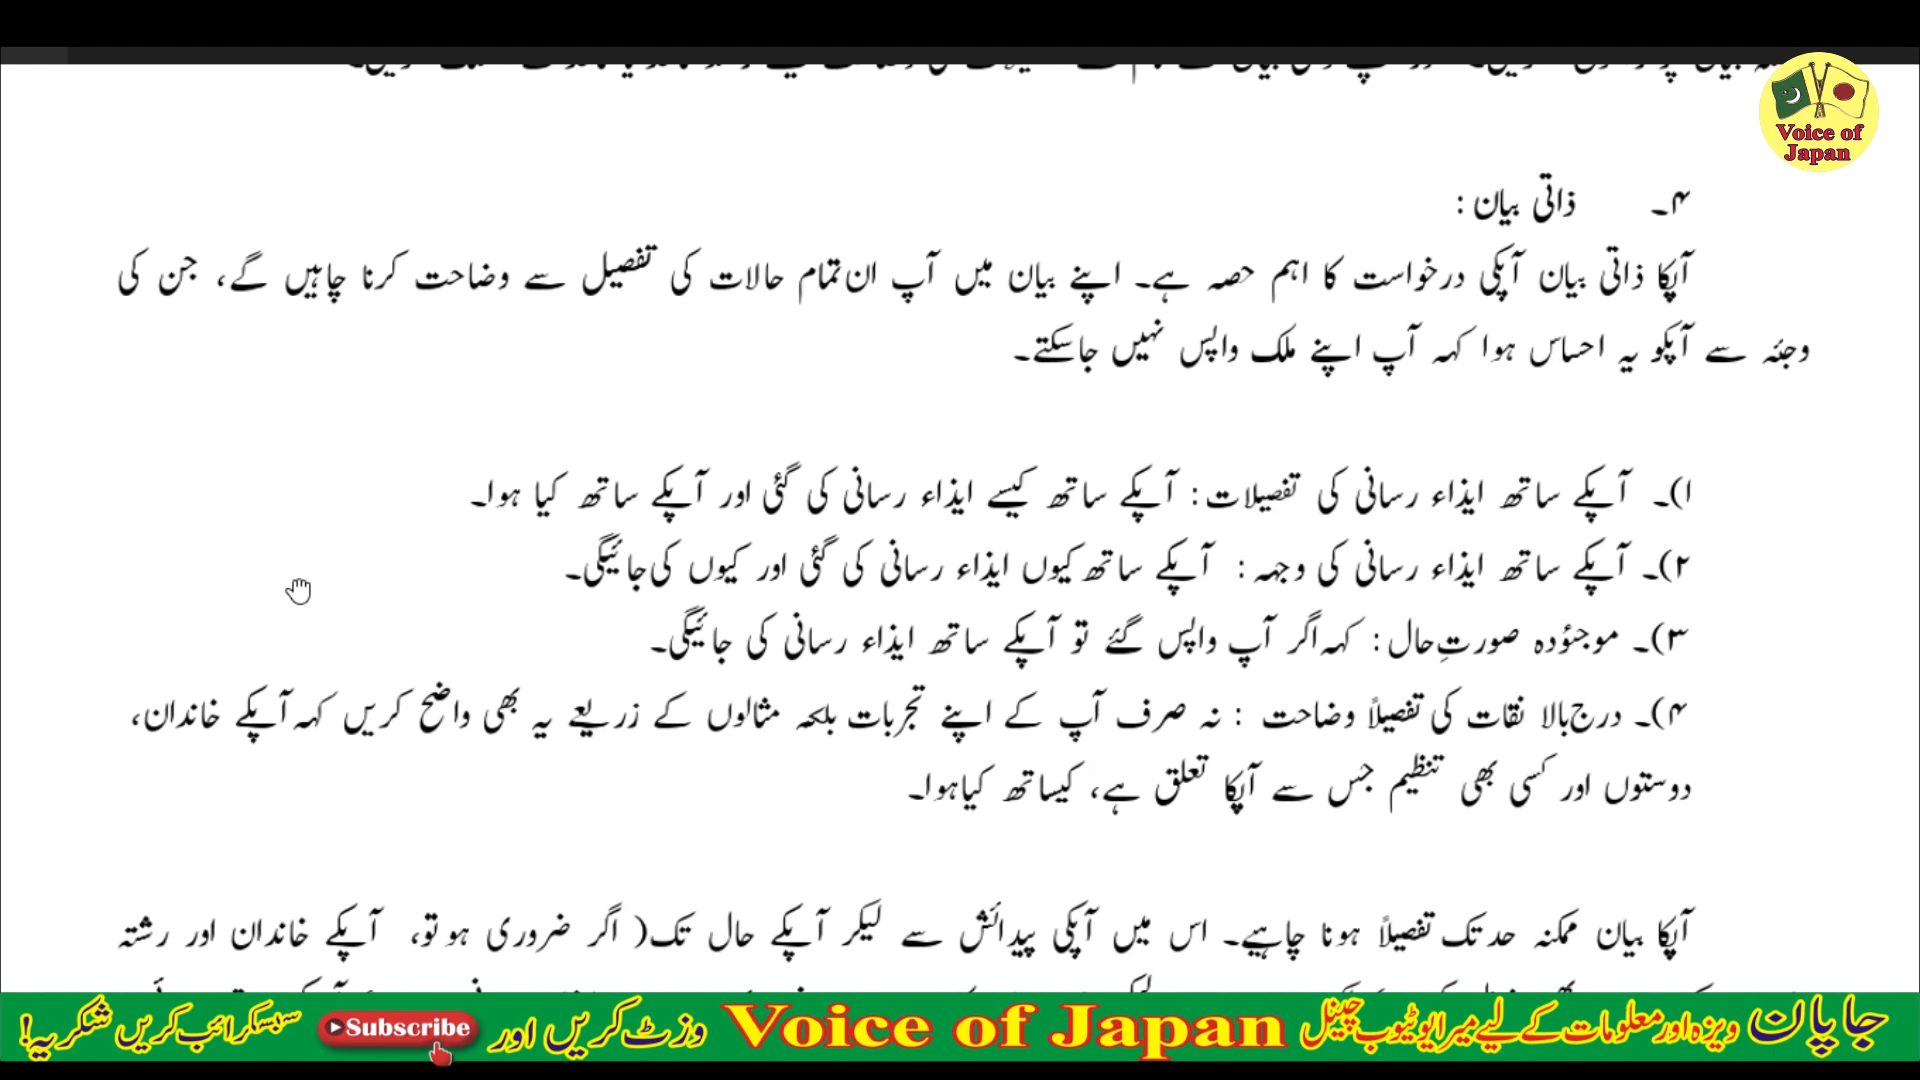 Voice of
Japan
۴۔ ذاتی بیان :
آپکا ذاتی بیان آپکی درخواست کا اہم حصہ ہے۔ اپنے بیان میں آپ ان تمام حالات کی تفصیل سے وضاحت کرنا چاہیں گے، جن کی
وجئہ سے آپکو یہ احساس ہوا کہہ آپ اپنے ملک واپس نہیں جاسکتے۔
۱)۔ آپکے ساتھ ایذاء رسانی کی تفصیلات : آپکے ساتھ کیسے ایذاء رسانی کی گئی اور آپکے ساتھ کیا ہوا۔
۲)۔ آپکے ساتھ ایذاء رسانی کی وجہہ : آپکے ساتھ کیوں ایذاء رسانی کی گئی اور کیوں کی جائیگی۔
۳)۔ موجئودہ صورتِ حال : کہہ اگر آپ واپس گئے تو آپکے ساتھ ایذاء رسانی کی جائیگی۔
۴)۔ درج بالا نقات کی تفصیلاً وضاحت : نہ صرف آپ کے اپنے تجربات بلکہ مثالوں کے زریعے یہ بھی واضح کریں کہہ آپکے خاندان،
دوستوں اور کسی بھی تنظیم جس سے آپکا تعلق ہے، کیساتھ کیاہوا۔
آپکا بیان ممکنہ حد تک تفصیلاً ہونا چاہیے۔ اس میں آپکی پیدائش سے لیکر آپکے حال تک( اگر ضروری ہو تو، آپکے خاندان اور رشتہ
جاپان ویزہ اور معلومات کے لیے میرا یوٹیوب چینل Voice of Japan وزٹ کریں اور Subscribe سبسکرائب کریں شکریہ!